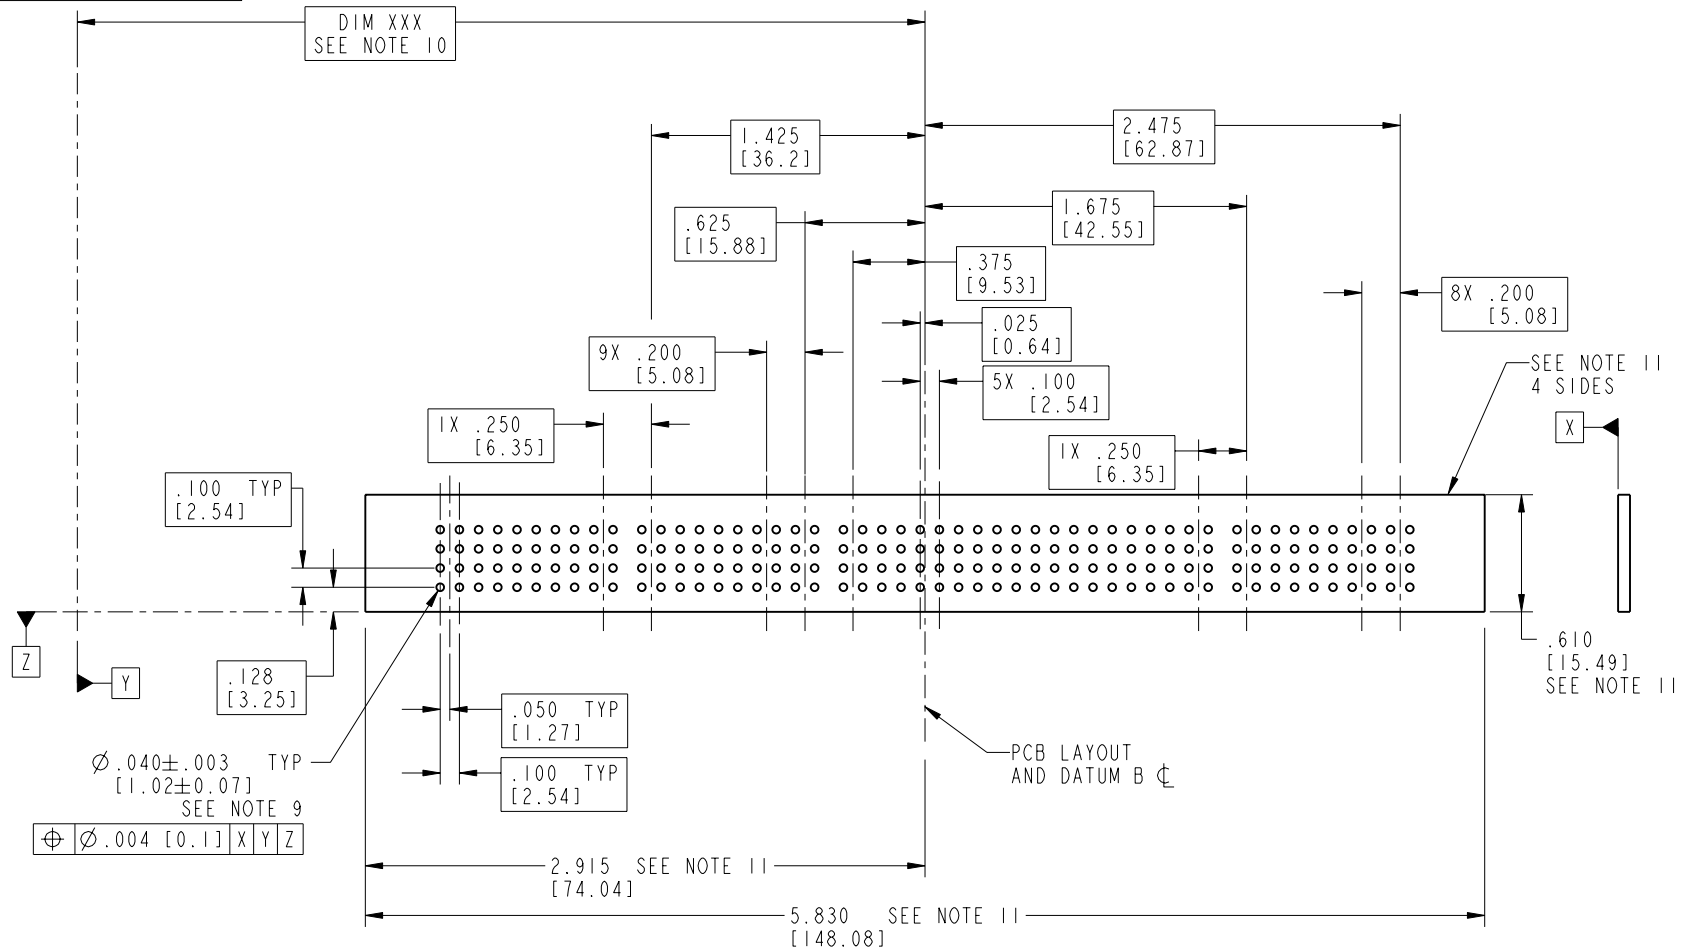 DIM XXX
SEE NOTE 10
1.425
[36.2]
2.475
[62.87]
.625
[15.88]
1.675
[42.55]
.375
[9.53]
8X .200
[5.08]
.025
[0.64]
9X .200
[5.08]
5X .100
[2.54]
SEE NOTE 11
4 SIDES
1X .250
[6.35]
X
1X .250
[6.35]
.100 TYP
[2.54]
Z
Y
.128
[3.25]
.610
[15.49]
SEE NOTE 11
.050 TYP
[1.27]
PCB LAYOUT
AND DATUM B ℄
Ø.040±.003 TYP
[1.02±0.07]
SEE NOTE 9
.100 TYP
[2.54]
⌖ Ø.004 [0.1] X Y Z
2.915 SEE NOTE 11
[74.04]
5.830 SEE NOTE 11
[148.08]